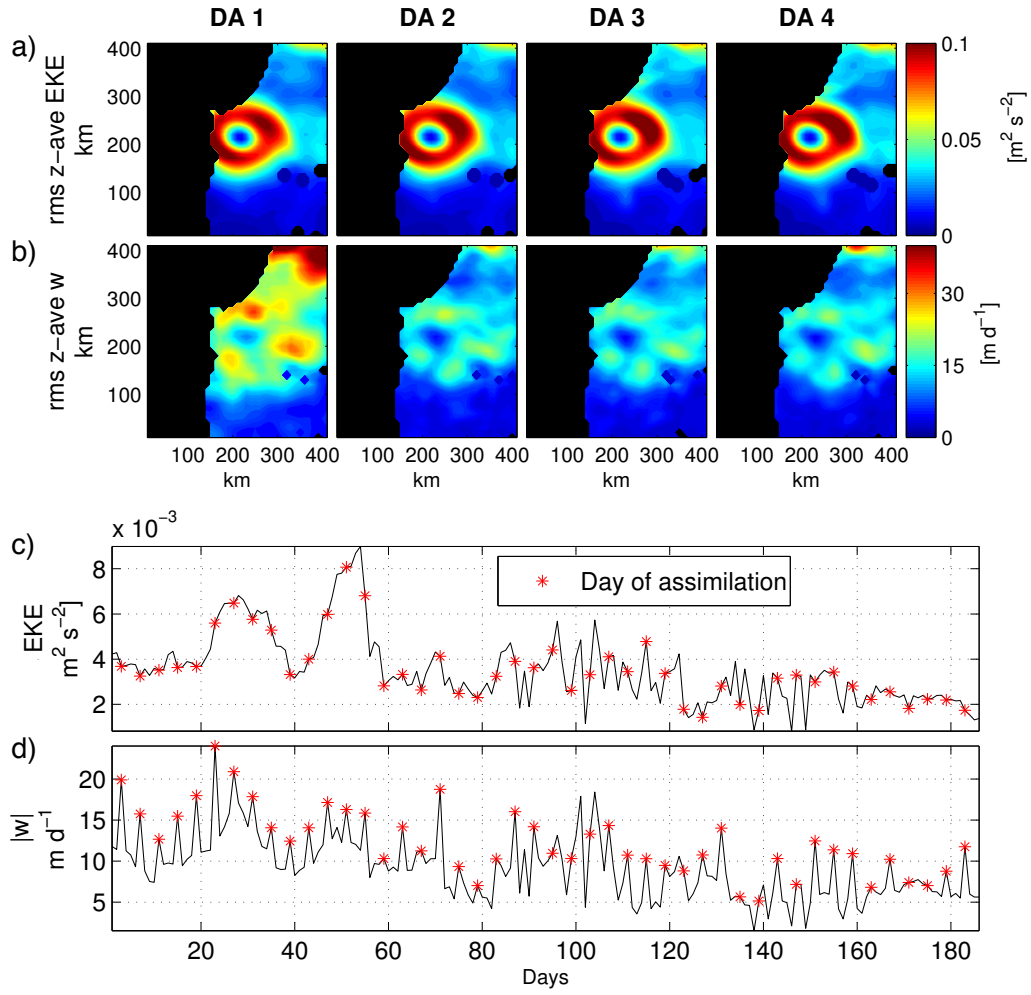 DA 1 DA 2 DA 3 DA 4
a)
rms z−ave EKE
km
400
300
200
100
0.1
0.05
0
[m² s⁻²]
b)
rms z−ave w
km
400
300
200
100
30
15
0
[m d⁻¹]
100 200 300 400 100 200 300 400 100 200 300 400 100 200 300 400
km km km km
x 10⁻³
c)
EKE
m² s⁻²
8
6
4
2
Day of assimilation
d)
|w|
m d⁻¹
20
15
10
5
20 40 60 80 100 120 140 160 180
Days